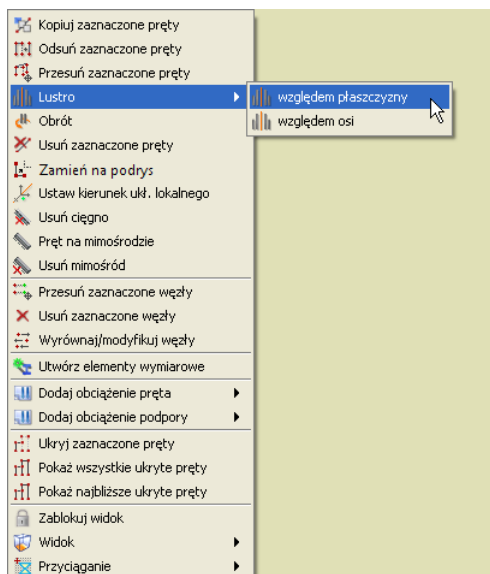 Kopiuj zaznaczone pręty
Odsuń zaznaczone pręty
Przesuń zaznaczone pręty
Lustro
względem płaszczyzny
Obrót
względem osi
Usuń zaznaczone pręty
Zamień na podrys
Ustaw kierunek ukł. lokalnego
Usuń cięgno
Pręt na mimośrodzie
Usuń mimośród
Przesuń zaznaczone węzły
Usuń zaznaczone węzły
Wyrównaj/modyfikuj węzły
Utwórz elementy wymiarowe
Dodaj obciążenie pręta
Dodaj obciążenie podpory
Ukryj zaznaczone pręty
Pokaż wszystkie ukryte pręty
Pokaż najbliższe ukryte pręty
Zablokuj widok
Widok
Przyciąganie